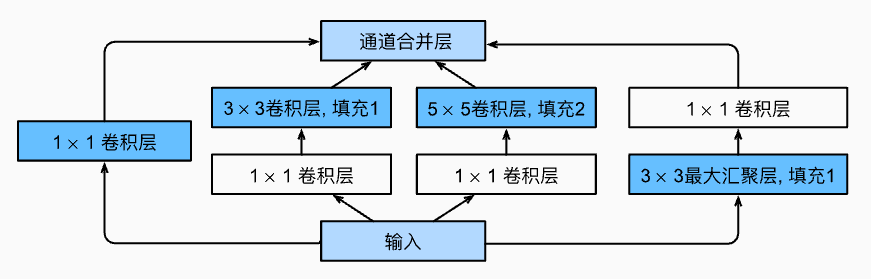 通道合并层
3 × 3卷积层, 填充1
5 × 5卷积层, 填充2
1 × 1 卷积层
1 × 1 卷积层
1 × 1 卷积层
1 × 1 卷积层
3 × 3最大汇聚层, 填充1
输入